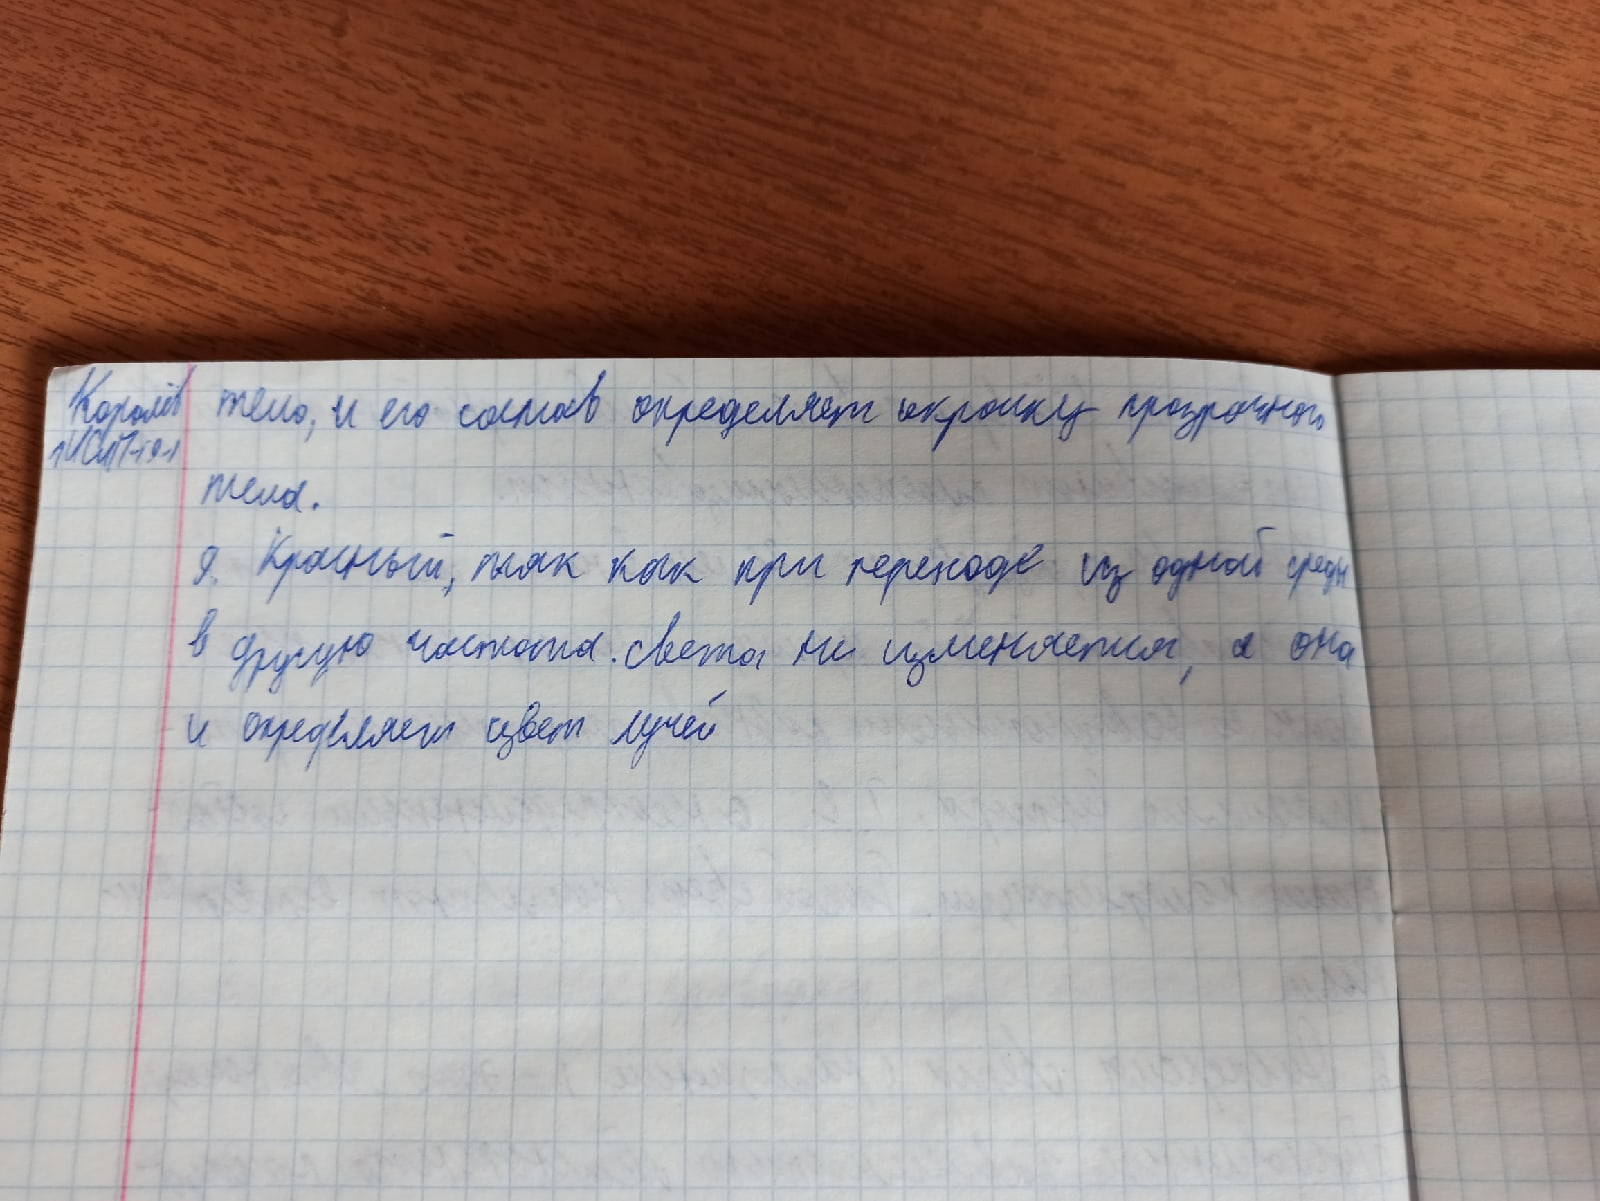 Королёв
1ИСИП-19-1
тело, и его состав определяет окраску прозрачного
тела.
9. Красный, так как при переходе из одной среды
в другую частота света не изменяется, а она
и определяет цвет лучей